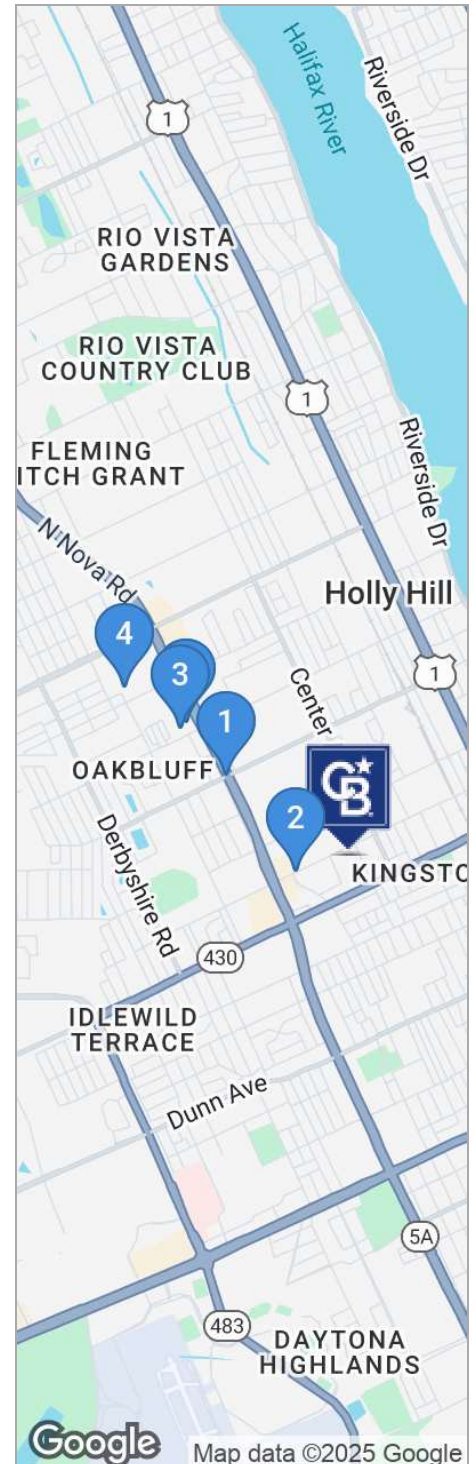 Halifax River
Riverside Dr
1
RIO VISTA
GARDENS
RIO VISTA
COUNTRY CLUB
1
FLEMING
ITCH GRANT
Riverside Dr
N Nova Rd
Holly Hill
4
3
1
Center
1
OAKBLUFF
CB
2
KINGSTO
Derbyshire Rd
430
IDLEWILD
TERRACE
Dunn Ave
5A
483
DAYTONA
HIGHLANDS
Google
Map data ©2025 Google